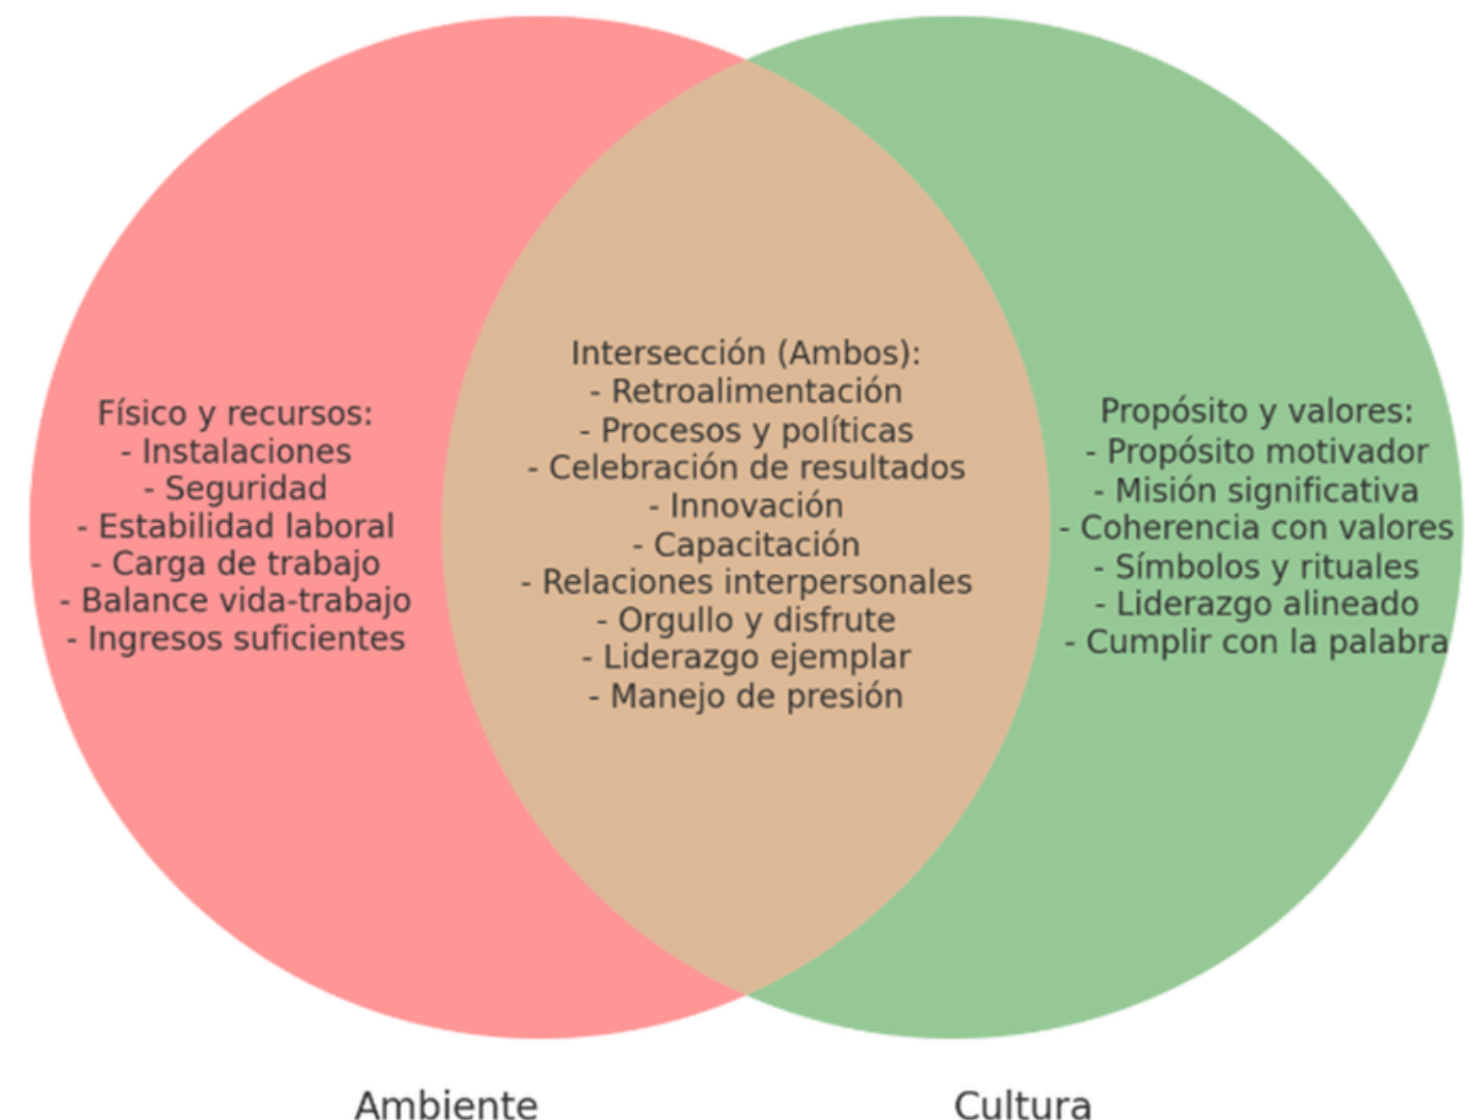 Físico y recursos:
- Instalaciones
- Seguridad
- Estabilidad laboral
- Carga de trabajo
- Balance vida-trabajo
- Ingresos suficientes
Intersección (Ambos):
- Retroalimentación
- Procesos y políticas
- Celebración de resultados
- Innovación
- Capacitación
- Relaciones interpersonales
- Orgullo y disfrute
- Liderazgo ejemplar
- Manejo de presión
Propósito y valores:
- Propósito motivador
- Misión significativa
- Coherencia con valores
- Símbolos y rituales
- Liderazgo alineado
- Cumplir con la palabra
Ambiente
Cultura